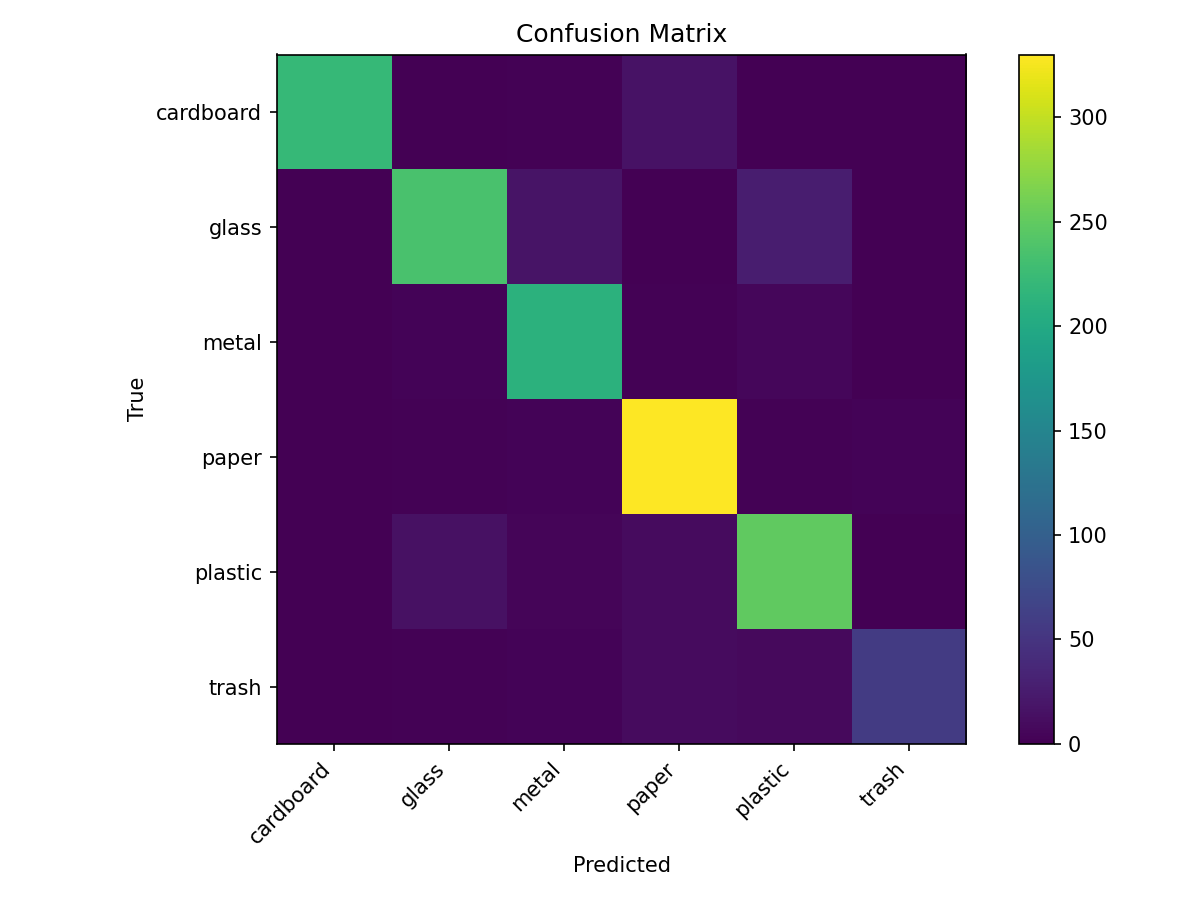 Confusion Matrix
cardboard
glass
metal
paper
plastic
trash
True
cardboard
glass
metal
paper
plastic
trash
Predicted
300
250
200
150
100
50
0